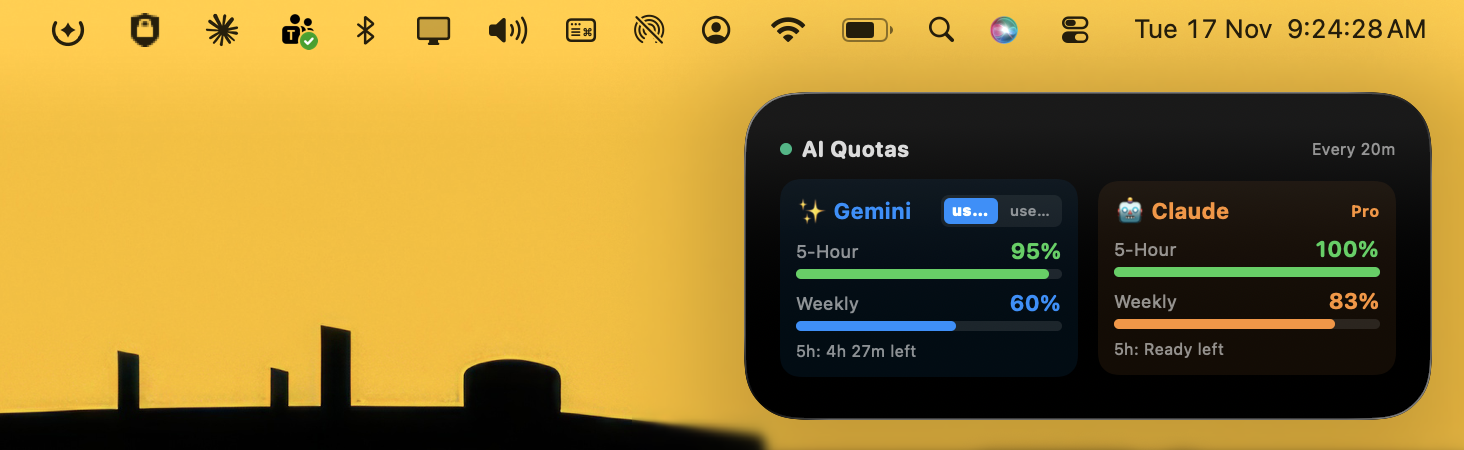 Tue 17 Nov 9:24:28 AM
AI Quotas
Every 20m
Gemini
us...
use...
5-Hour
95%
Weekly
60%
5h: 4h 27m left
Claude
Pro
5-Hour
100%
Weekly
83%
5h: Ready left